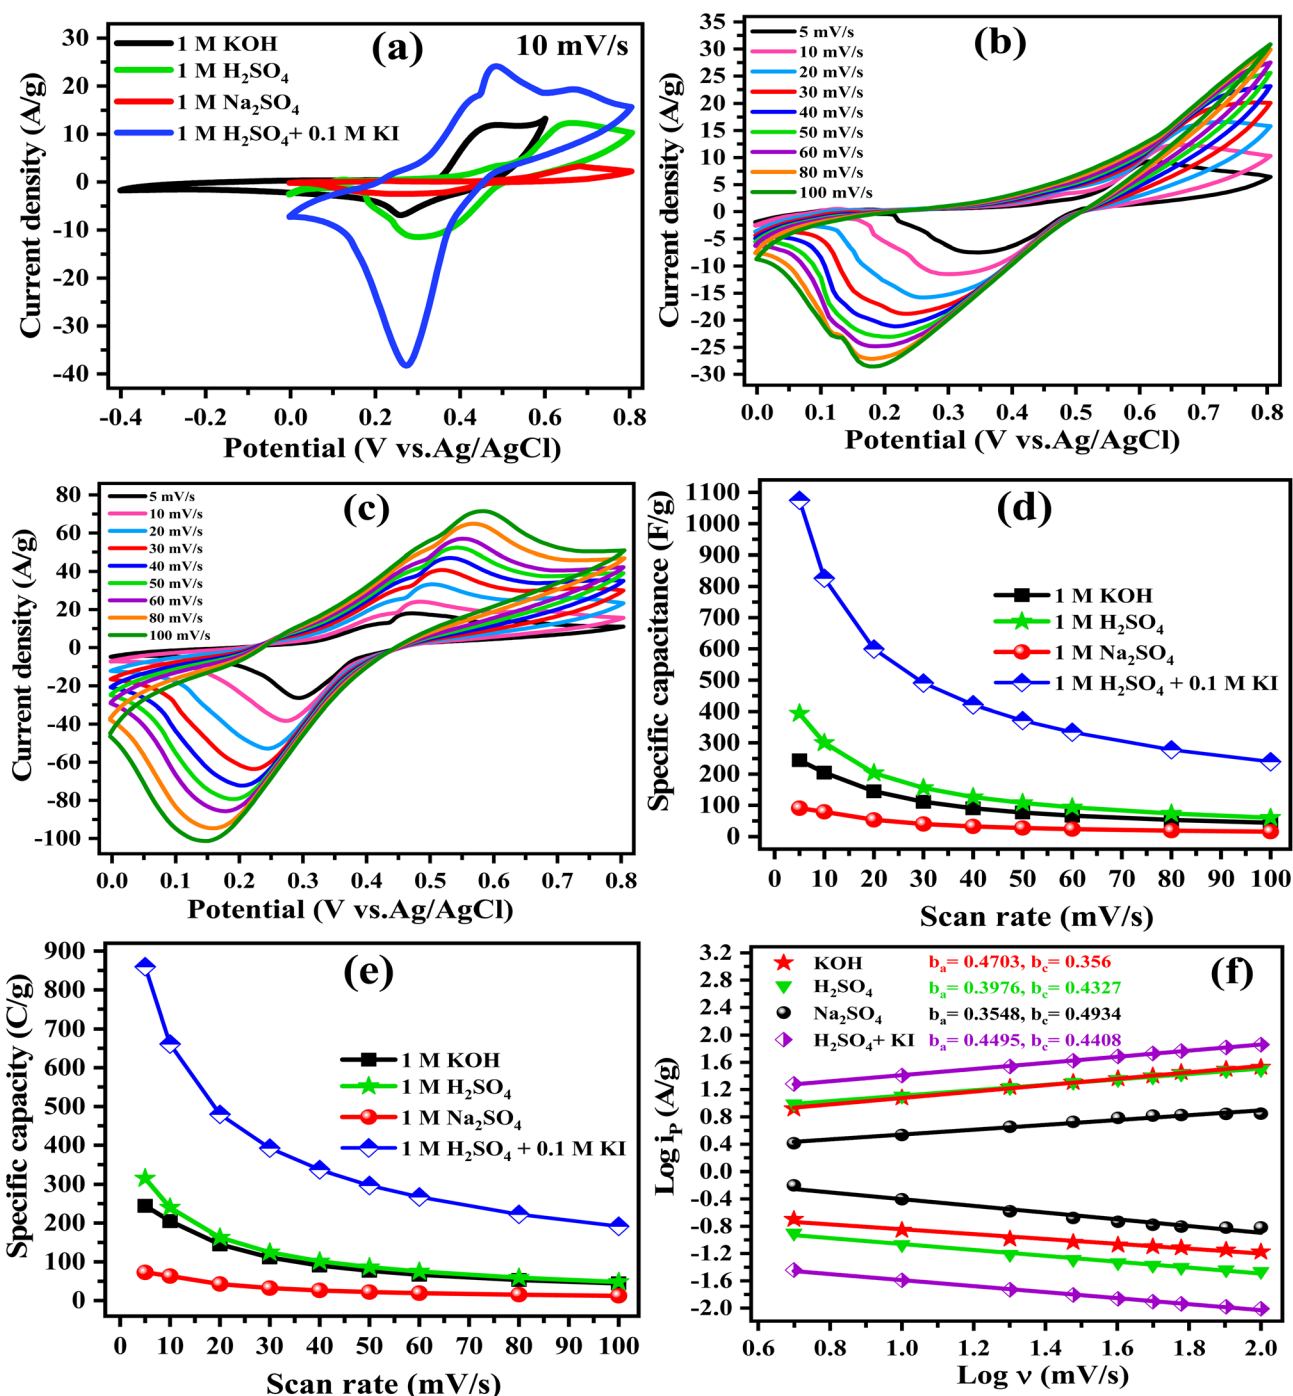 (a)
10 mV/s
1 M KOH
1 M H₂SO₄
1 M Na₂SO₄
1 M H₂SO₄+ 0.1 M KI
Current density (A/g)
30
20
10
0
-10
-20
-30
-40
-0.4 -0.2 0.0 0.2 0.4 0.6 0.8
Potential (V vs.Ag/AgCl)
(b)
5 mV/s
10 mV/s
20 mV/s
30 mV/s
40 mV/s
50 mV/s
60 mV/s
80 mV/s
100 mV/s
Current density (A/g)
35
30
25
20
15
10
5
0
-5
-10
-15
-20
-25
-30
0.0 0.1 0.2 0.3 0.4 0.5 0.6 0.7 0.8
Potential (V vs.Ag/AgCl)
(c)
5 mV/s
10 mV/s
20 mV/s
30 mV/s
40 mV/s
50 mV/s
60 mV/s
80 mV/s
100 mV/s
Current density (A/g)
80
60
40
20
0
-20
-40
-60
-80
-100
0.0 0.1 0.2 0.3 0.4 0.5 0.6 0.7 0.8
Potential (V vs.Ag/AgCl)
(d)
1 M KOH
1 M H₂SO₄
1 M Na₂SO₄
1 M H₂SO₄ + 0.1 M KI
Specific capacitance (F/g)
1100
1000
900
800
700
600
500
400
300
200
100
0
0 10 20 30 40 50 60 70 80 90 100
Scan rate (mV/s)
(e)
1 M KOH
1 M H₂SO₄
1 M Na₂SO₄
1 M H₂SO₄ + 0.1 M KI
Specific capacity (C/g)
900
800
700
600
500
400
300
200
100
0
0 10 20 30 40 50 60 70 80 90 100
Scan rate (mV/s)
(f)
KOH bₐ= 0.4703, b꜀= 0.356
H₂SO₄ bₐ= 0.3976, b꜀= 0.4327
Na₂SO₄ bₐ= 0.3548, b꜀= 0.4934
H₂SO₄+ KI bₐ= 0.4495, b꜀= 0.4408
Log iₚ (A/g)
3.2
2.8
2.4
2.0
1.6
1.2
0.8
0.4
0.0
-0.4
-0.8
-1.2
-1.6
-2.0
0.6 0.8 1.0 1.2 1.4 1.6 1.8 2.0
Log ν (mV/s)